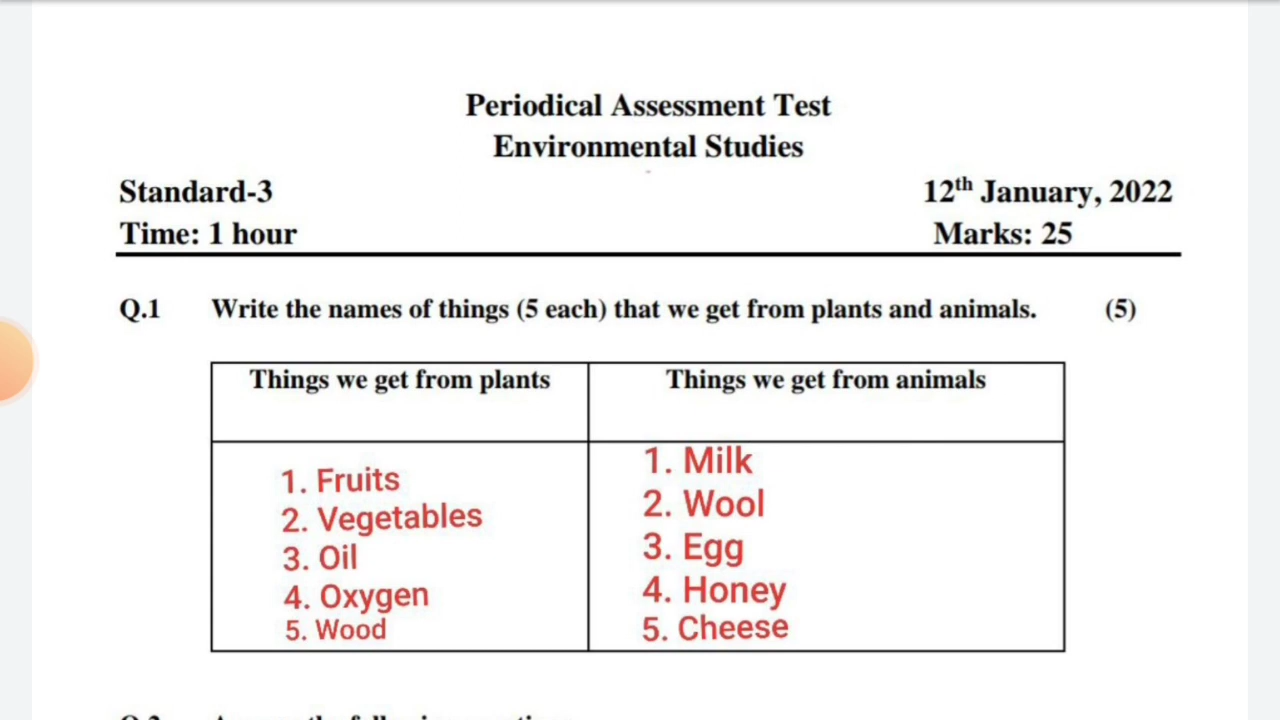 Periodical Assessment Test
Environmental Studies
Standard-3 12th January, 2022
Time: 1 hour Marks: 25
Q.1 Write the names of things (5 each) that we get from plants and animals. (5)
Things we get from plants Things we get from animals
1. Fruits
2. Vegetables
3. Oil
4. Oxygen
5. Wood
1. Milk
2. Wool
3. Egg
4. Honey
5. Cheese